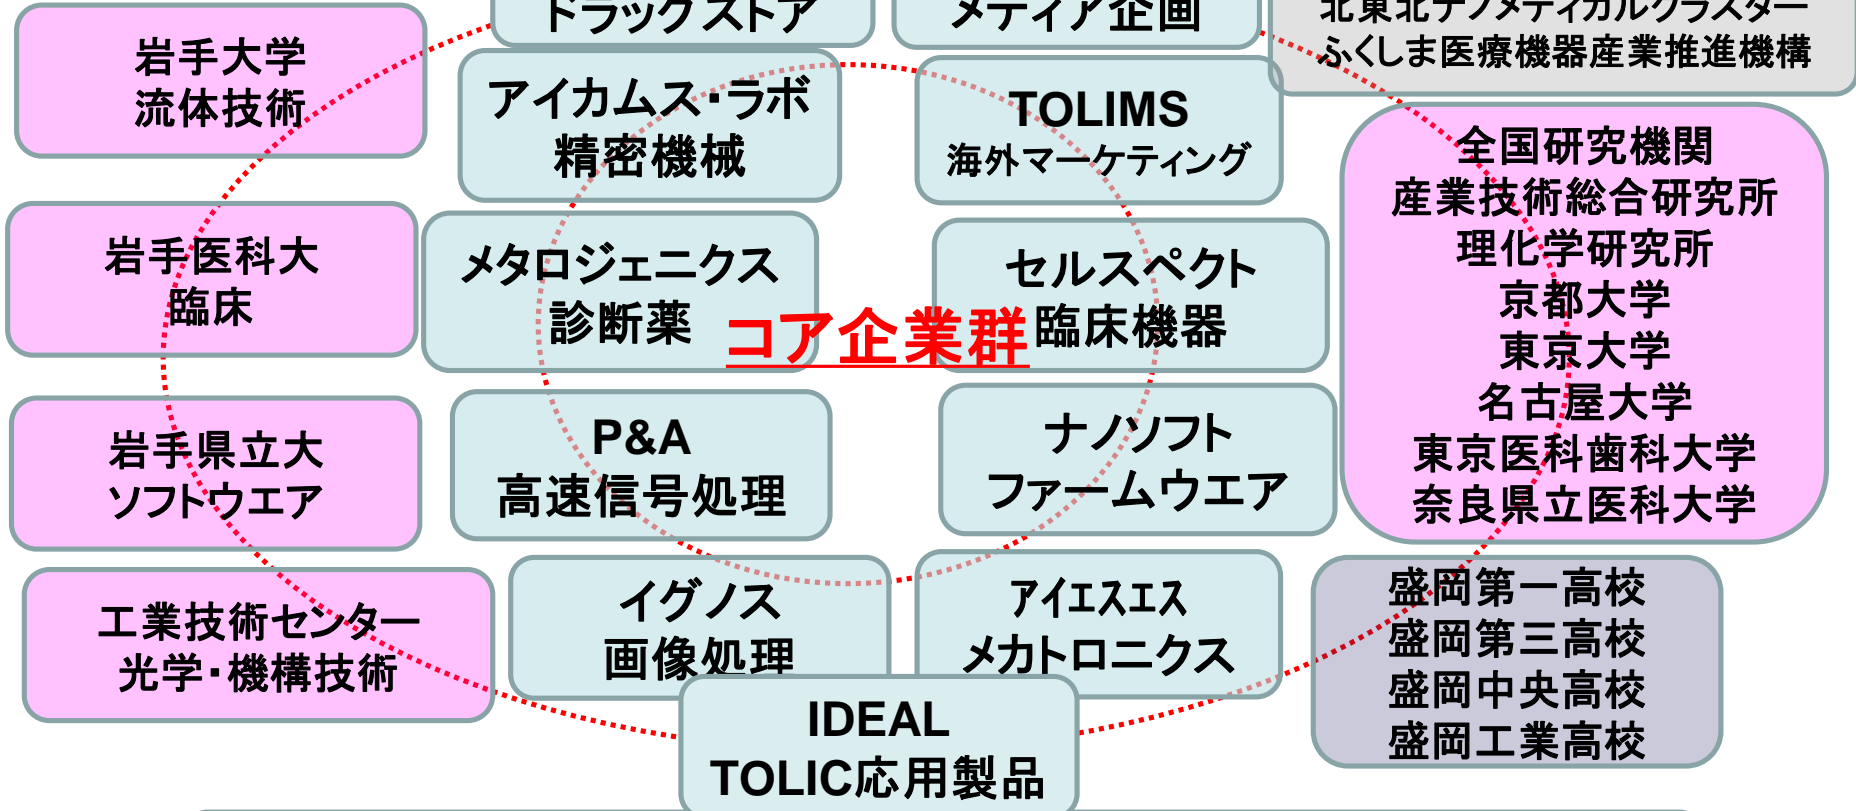 ドラッグストア
メディア企画
北東北ナノメディカルクラスター
ふくしま医療機器産業推進機構
岩手大学
流体技術
アイカムス・ラボ
精密機械
TOLIMS
海外マーケティング
全国研究機関
産業技術総合研究所
理化学研究所
京都大学
東京大学
名古屋大学
東京医科歯科大学
奈良県立医科大学
岩手医科大
臨床
メタロジェニクス
診断薬
コア企業群
セルスペクト
臨床機器
岩手県立大
ソフトウエア
P&A
高速信号処理
ナノソフト
ファームウエア
工業技術センター
光学・機構技術
イグノス
画像処理
アイエスエス
メカトロニクス
盛岡第一高校
盛岡第三高校
盛岡中央高校
盛岡工業高校
IDEAL
TOLIC応用製品